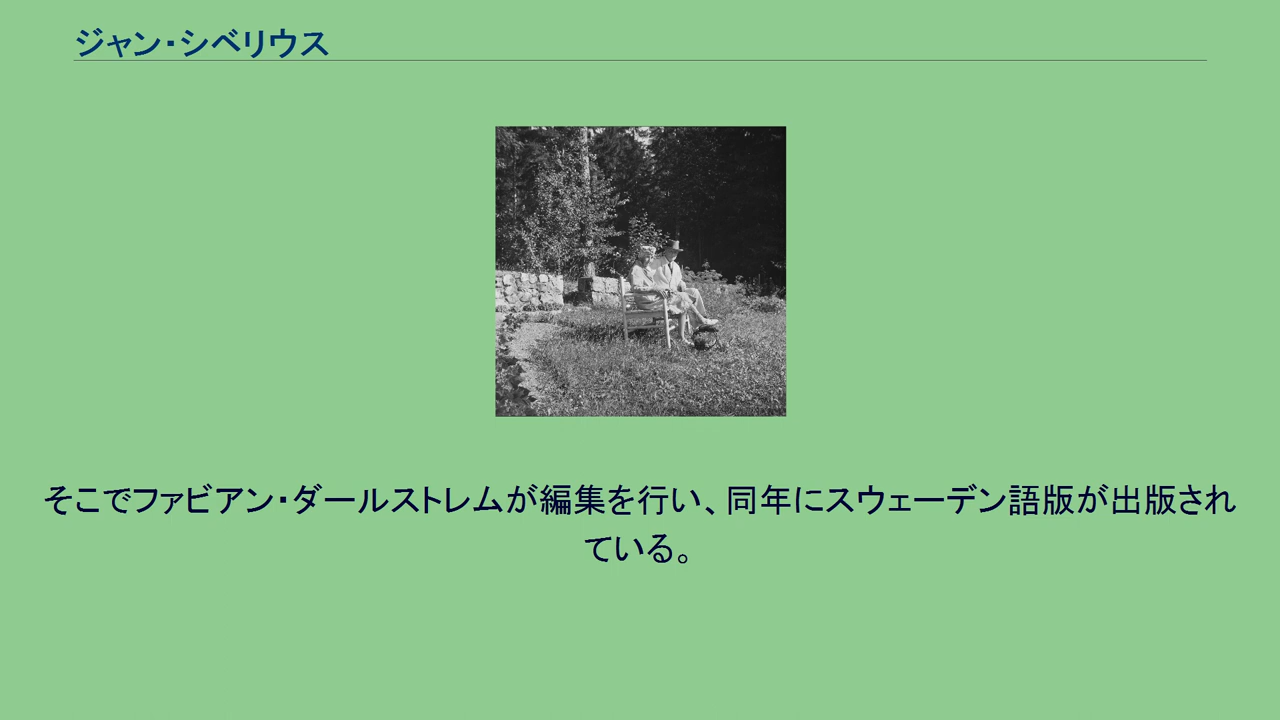 ジャン・シベリウス
そこでファビアン・ダールストレムが編集を行い、同年にスウェーデン語版が出版され
ている。